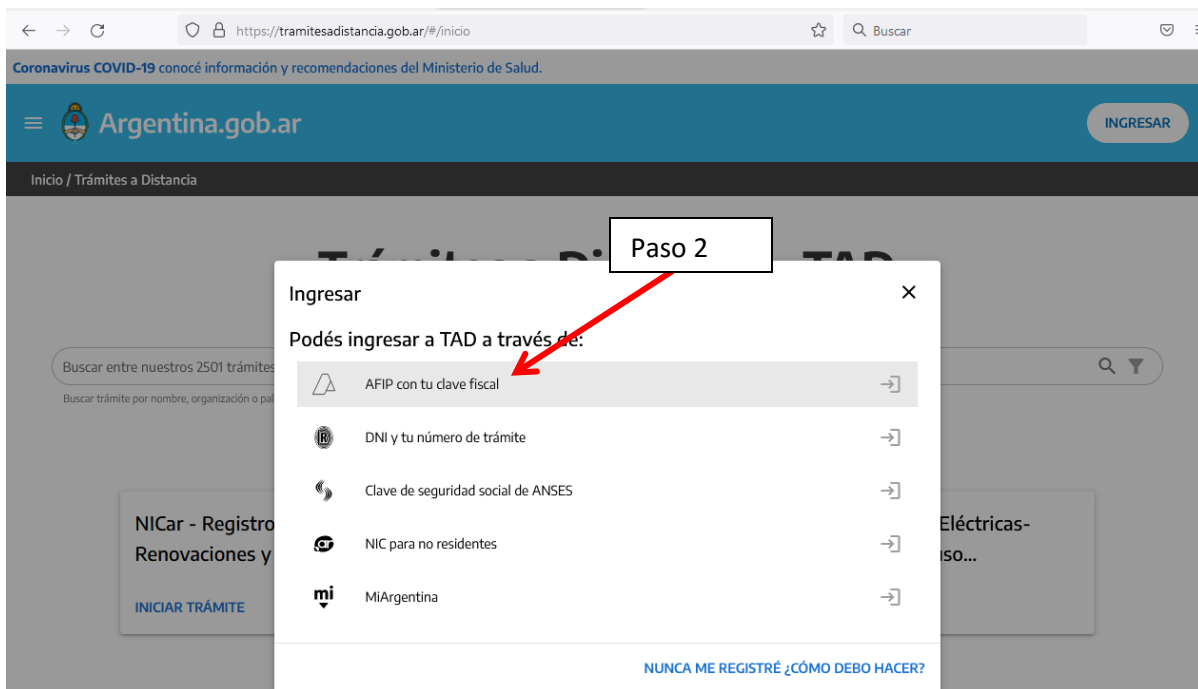 https://tramitesadistancia.gob.ar/#/inicio
Buscar
Coronavirus COVID-19 conocé información y recomendaciones del Ministerio de Salud.
Argentina.gob.ar
INGRESAR
Inicio / Trámites a Distancia
Paso 2
TAD
Ingresar
Podés ingresar a TAD a través de:
Buscar entre nuestros 2501 trámites
Buscar trámite por nombre, organización o pal
AFIP con tu clave fiscal
DNI y tu número de trámite
Clave de seguridad social de ANSES
NIC para no residentes
MiArgentina
NICar - Registro
Renovaciones y
INICIAR TRÁMITE
Eléctricas-
uso...
NUNCA ME REGISTRÉ ¿CÓMO DEBO HACER?